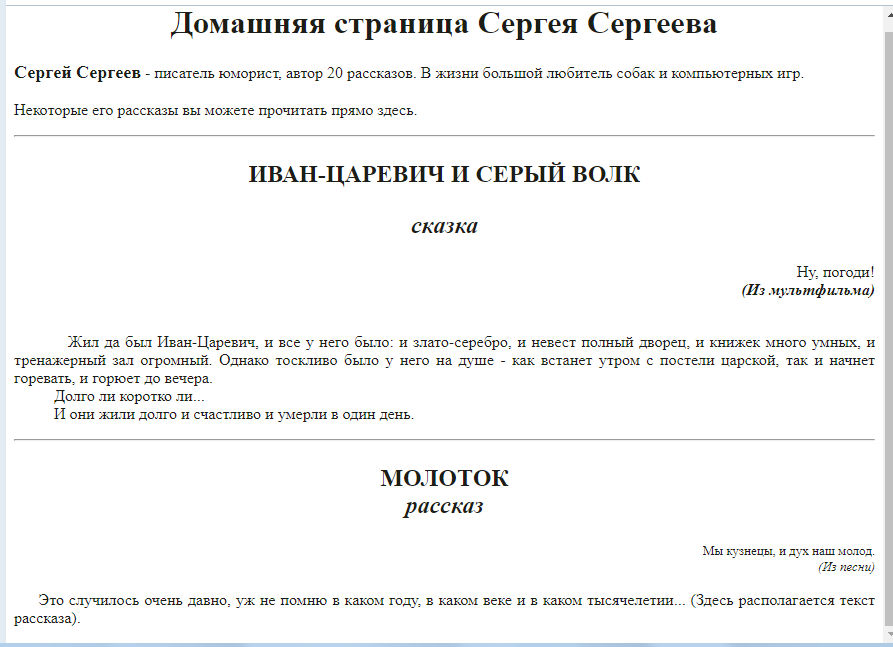 Домашняя страница Сергея Сергеева
Сергей Сергеев - писатель юморист, автор 20 рассказов. В жизни большой любитель собак и компьютерных игр.
Некоторые его рассказы вы можете прочитать прямо здесь.
ИВАН-ЦАРЕВИЧ И СЕРЫЙ ВОЛК
сказка
Ну, погоди!
(Из мультфильма)
Жил да был Иван-Царевич, и все у него было: и злато-серебро, и невест полный дворец, и книжек много умных, и
тренажерный зал огромный. Однако тоскливо было у него на душе - как встанет утром с постели царской, так и начнет
горевать, и горюет до вечера.
Долго ли коротко ли...
И они жили долго и счастливо и умерли в один день.
МОЛОТОК
рассказ
Мы кузнецы, и дух наш молод.
(Из песни)
Это случилось очень давно, уж не помню в каком году, в каком веке и в каком тысячелетии... (Здесь располагается текст
рассказа).